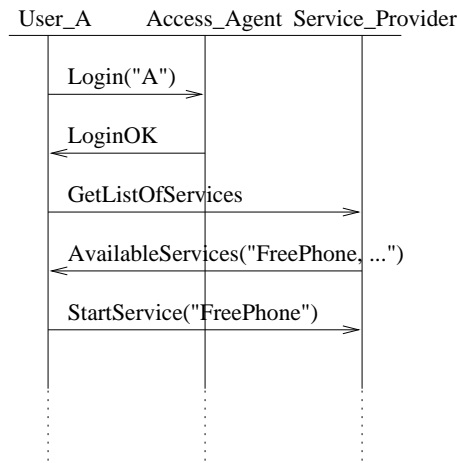 User_A Access_Agent Service_Provider
Login("A")
LoginOK
GetListOfServices
AvailableServices("FreePhone, ...")
StartService("FreePhone")